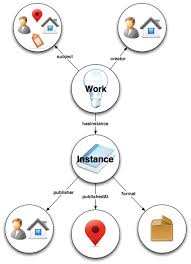 subject
creator
Work
hasInstance
Instance
publisher
publishedAt
format